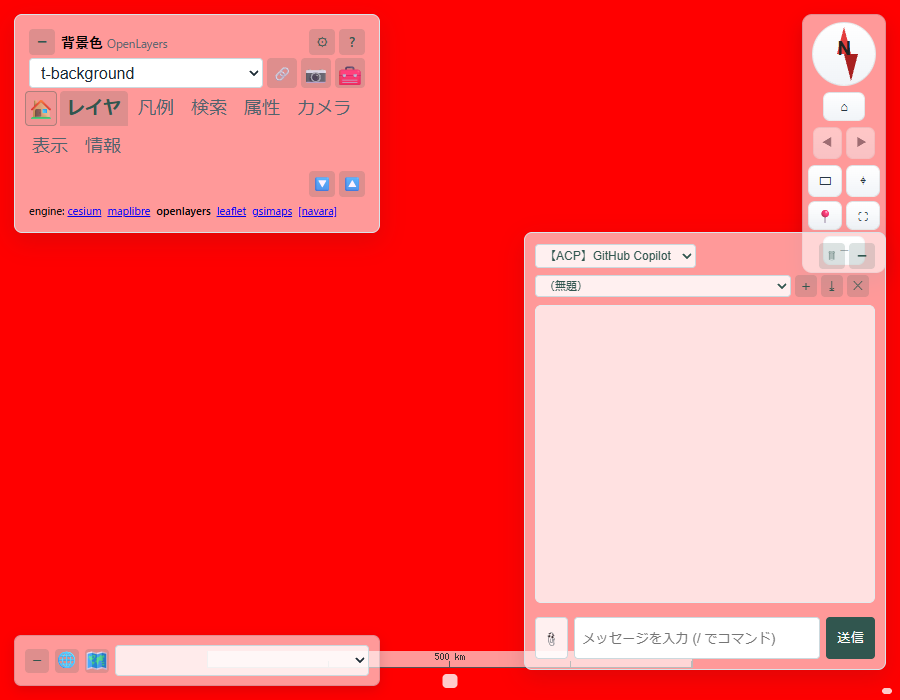 背景色 OpenLayers
?
t-background
レイヤ 凡例 検索 属性 カメラ
表示 情報
engine: cesium maplibre openlayers leaflet gsimaps [navara]
N
【ACP】GitHub Copilot
（無題）
メッセージを入力 (/ でコマンド)
送信
500 km